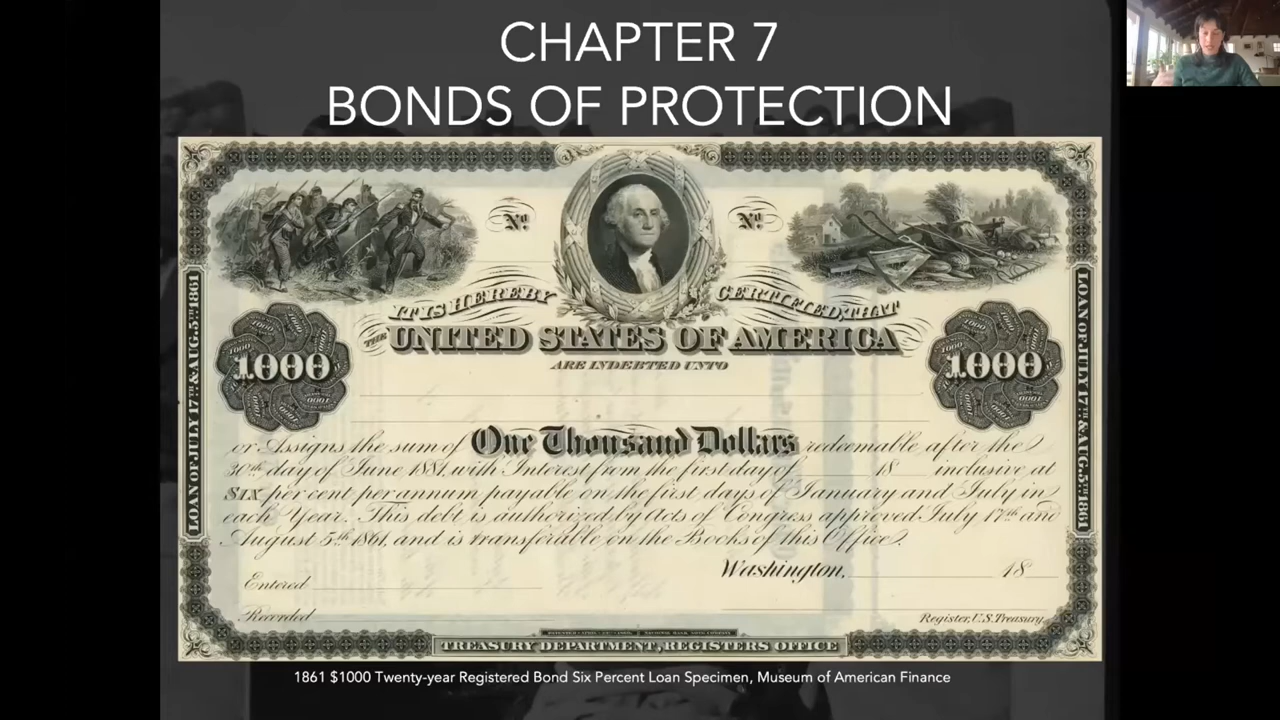 CHAPTER 7
BONDS OF PROTECTION
Nº
Nº
IT IS HEREBY
CERTIFIED, THAT
THE UNITED STATES OF AMERICA
ARE INDEBTED UNTO
1000
1000
LOAN OF JULY 17TH & AUG. 5TH 1861
LOAN OF JULY 17TH & AUG. 5TH 1861
or Assigns the sum of One Thousand Dollars redeemable after the
30th day of June 1881, with Interest from the first day of 18 inclusive at
SIX per cent per annum payable on the first days of January and July in
each Year. This debt is authorized by Acts of Congress approved July 17th and
August 5th 1861, and is transferable on the Books of this Office.
Washington, 18
Entered
Recorded
Register, U.S. Treasury.
TREASURY DEPARTMENT, REGISTERS OFFICE
1861 $1000 Twenty-year Registered Bond Six Percent Loan Specimen, Museum of American Finance